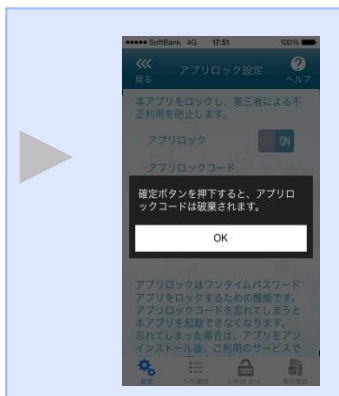 SoftBank 4G 17:51 100%
戻る アプリロック設定 ? ヘルプ
本アプリをロックし、第三者による不
正利用を防止します。
アプリロック ON
アプリロックコード
確定ボタンを押下すると、アプリロ
ックコードは破棄されます。
OK
アプリロックはワンタイムパスワード
アプリをロックするための機能です。
アプリロックコードを忘れてしまうと
本アプリを起動できなくなります。
忘れてしまった場合は、アプリをアン
インストール後、ご利用のサービスで
設定